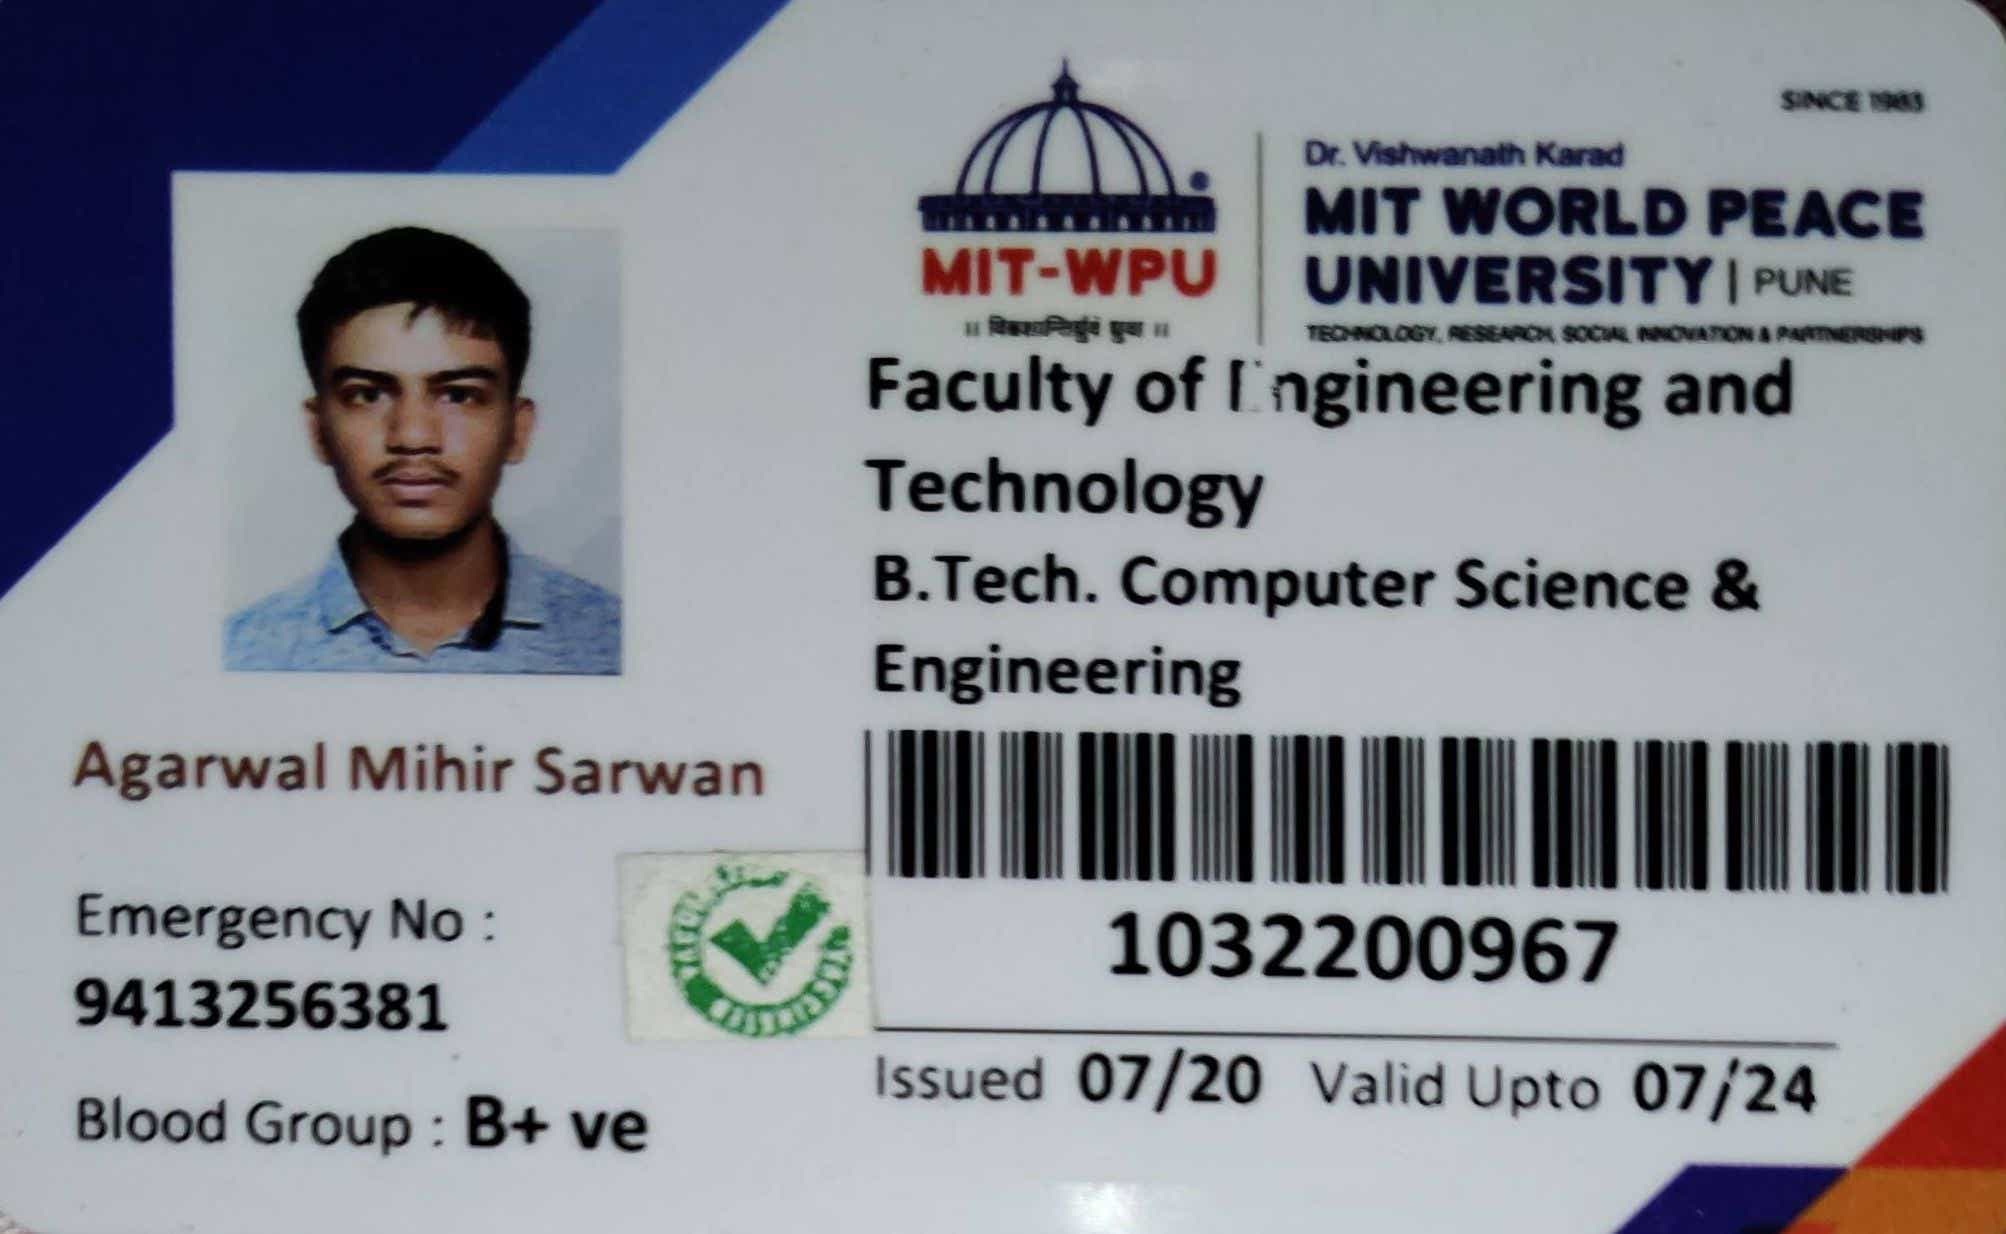 SINCE 1983
Dr. Vishwanath Karad
MIT WORLD PEACE
UNIVERSITY | PUNE
TECHNOLOGY, RESEARCH, SOCIAL INNOVATION & PARTNERSHIPS
MIT-WPU
Faculty of Engineering and
Technology
B.Tech. Computer Science &
Engineering
Agarwal Mihir Sarwan
Emergency No :
9413256381
Blood Group : B+ ve
1032200967
Issued 07/20 Valid Upto 07/24